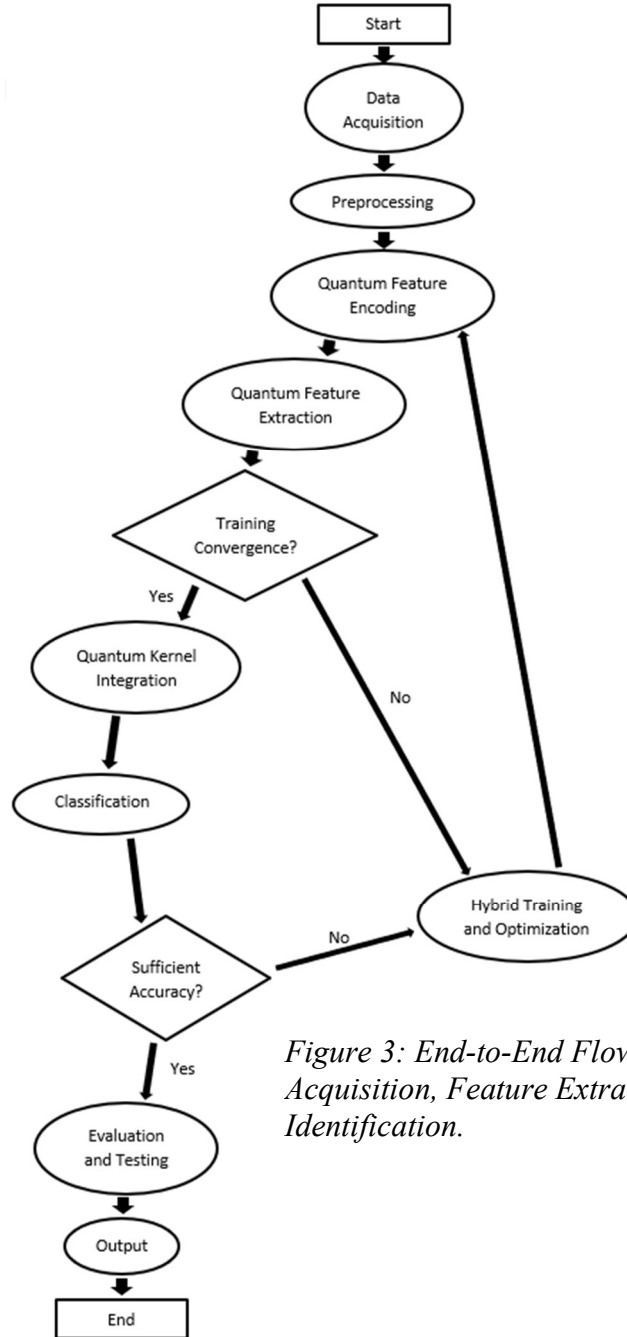 Start
Data
Acquisition
Preprocessing
Quantum Feature
Encoding
Quantum Feature
Extraction
Training
Convergence?
Yes
Quantum Kernel
Integration
No
Classification
Hybrid Training
and Optimization
No
Sufficient
Accuracy?
Yes
Figure 3: End-to-End Flow
Acquisition, Feature Extra
Identification.
Evaluation
and Testing
Output
End